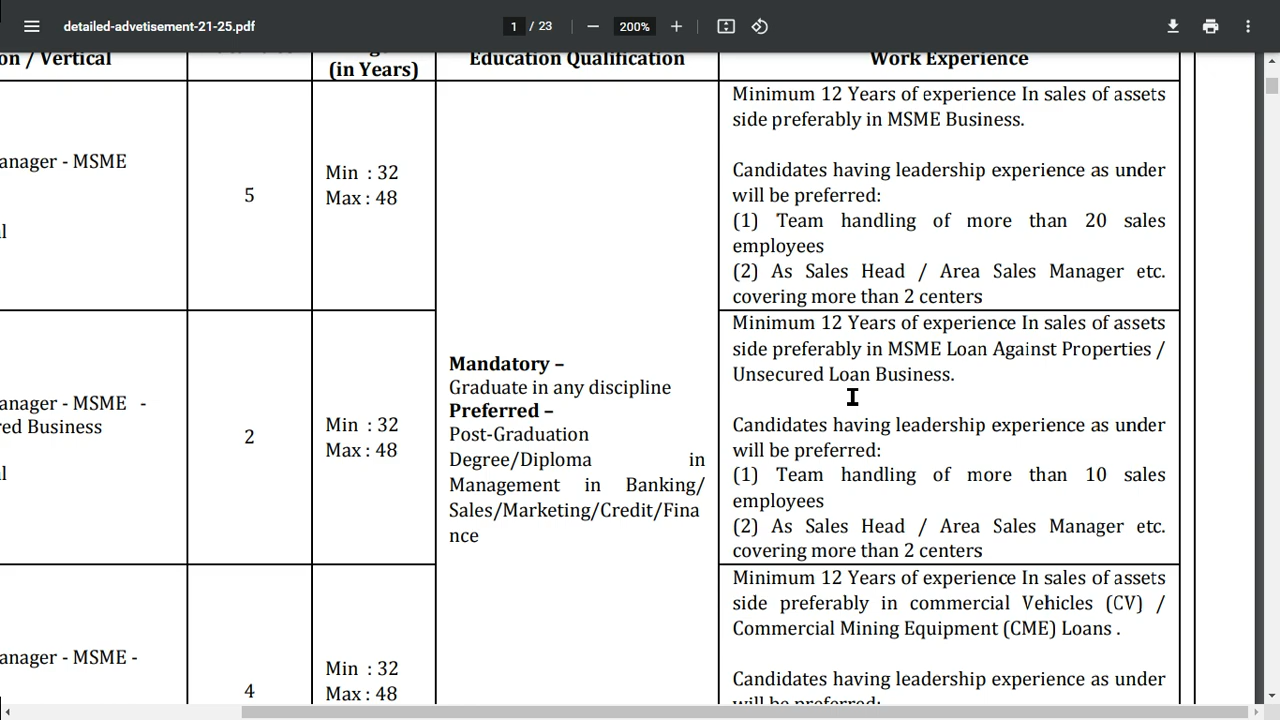 detailed-advetisement-21-25.pdf
1 / 23
200%
on / Vertical
(in Years)
Education Qualification
Work Experience
anager - MSME
5
Min : 32
Max : 48
Minimum 12 Years of experience In sales of assets
side preferably in MSME Business.
Candidates having leadership experience as under
will be preferred:
(1) Team handling of more than 20 sales
employees
(2) As Sales Head / Area Sales Manager etc.
covering more than 2 centers
anager - MSME -
red Business
2
Min : 32
Max : 48
Mandatory –
Graduate in any discipline
Preferred –
Post-Graduation
Degree/Diploma in
Management in Banking/
Sales/Marketing/Credit/Fina
nce
Minimum 12 Years of experience In sales of assets
side preferably in MSME Loan Against Properties /
Unsecured Loan Business.
Candidates having leadership experience as under
will be preferred:
(1) Team handling of more than 10 sales
employees
(2) As Sales Head / Area Sales Manager etc.
covering more than 2 centers
anager - MSME -
4
Min : 32
Max : 48
Minimum 12 Years of experience In sales of assets
side preferably in commercial Vehicles (CV) /
Commercial Mining Equipment (CME) Loans .
Candidates having leadership experience as under
will be preferred: